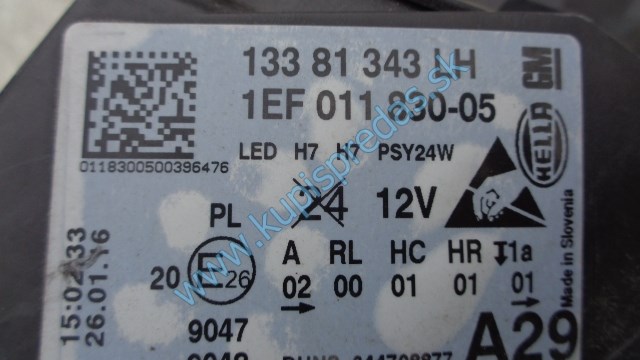 133 81 343 LH
1EF 011 830-05
LED H7 H7 PSY24W
0118300500396476
HELLA
GM
PL 24 12V
15:02:33
26.01.16
A RL HC HR 1a
20 E 26 02 00 01 01 01
9047
A29
Made in Slovenia
www.kupispredas.sk